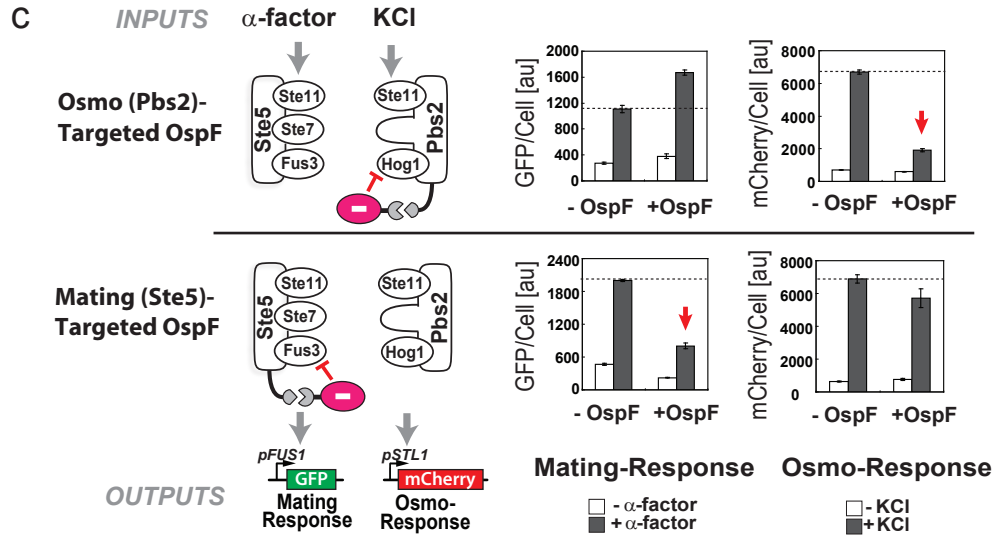 C
INPUTS
α-factor
KCl
Osmo (Pbs2)-
Targeted OspF
Ste5
Ste11
Ste7
Fus3
Ste11
Hog1
Pbs2
GFP/Cell [au]
2000
1600
1200
800
400
0
- OspF
+OspF
mCherry/Cell [au]
8000
6000
4000
2000
0
- OspF
+OspF
Mating (Ste5)-
Targeted OspF
Ste5
Ste11
Ste7
Fus3
Ste11
Hog1
Pbs2
GFP/Cell [au]
2400
1800
1200
600
0
- OspF
+OspF
mCherry/Cell [au]
8000
6000
4000
2000
0
- OspF
+OspF
OUTPUTS
pFUS1
GFP
Mating
Response
pSTL1
mCherry
Osmo-
Response
Mating-Response
- α-factor
+ α-factor
Osmo-Response
- KCl
+ KCl